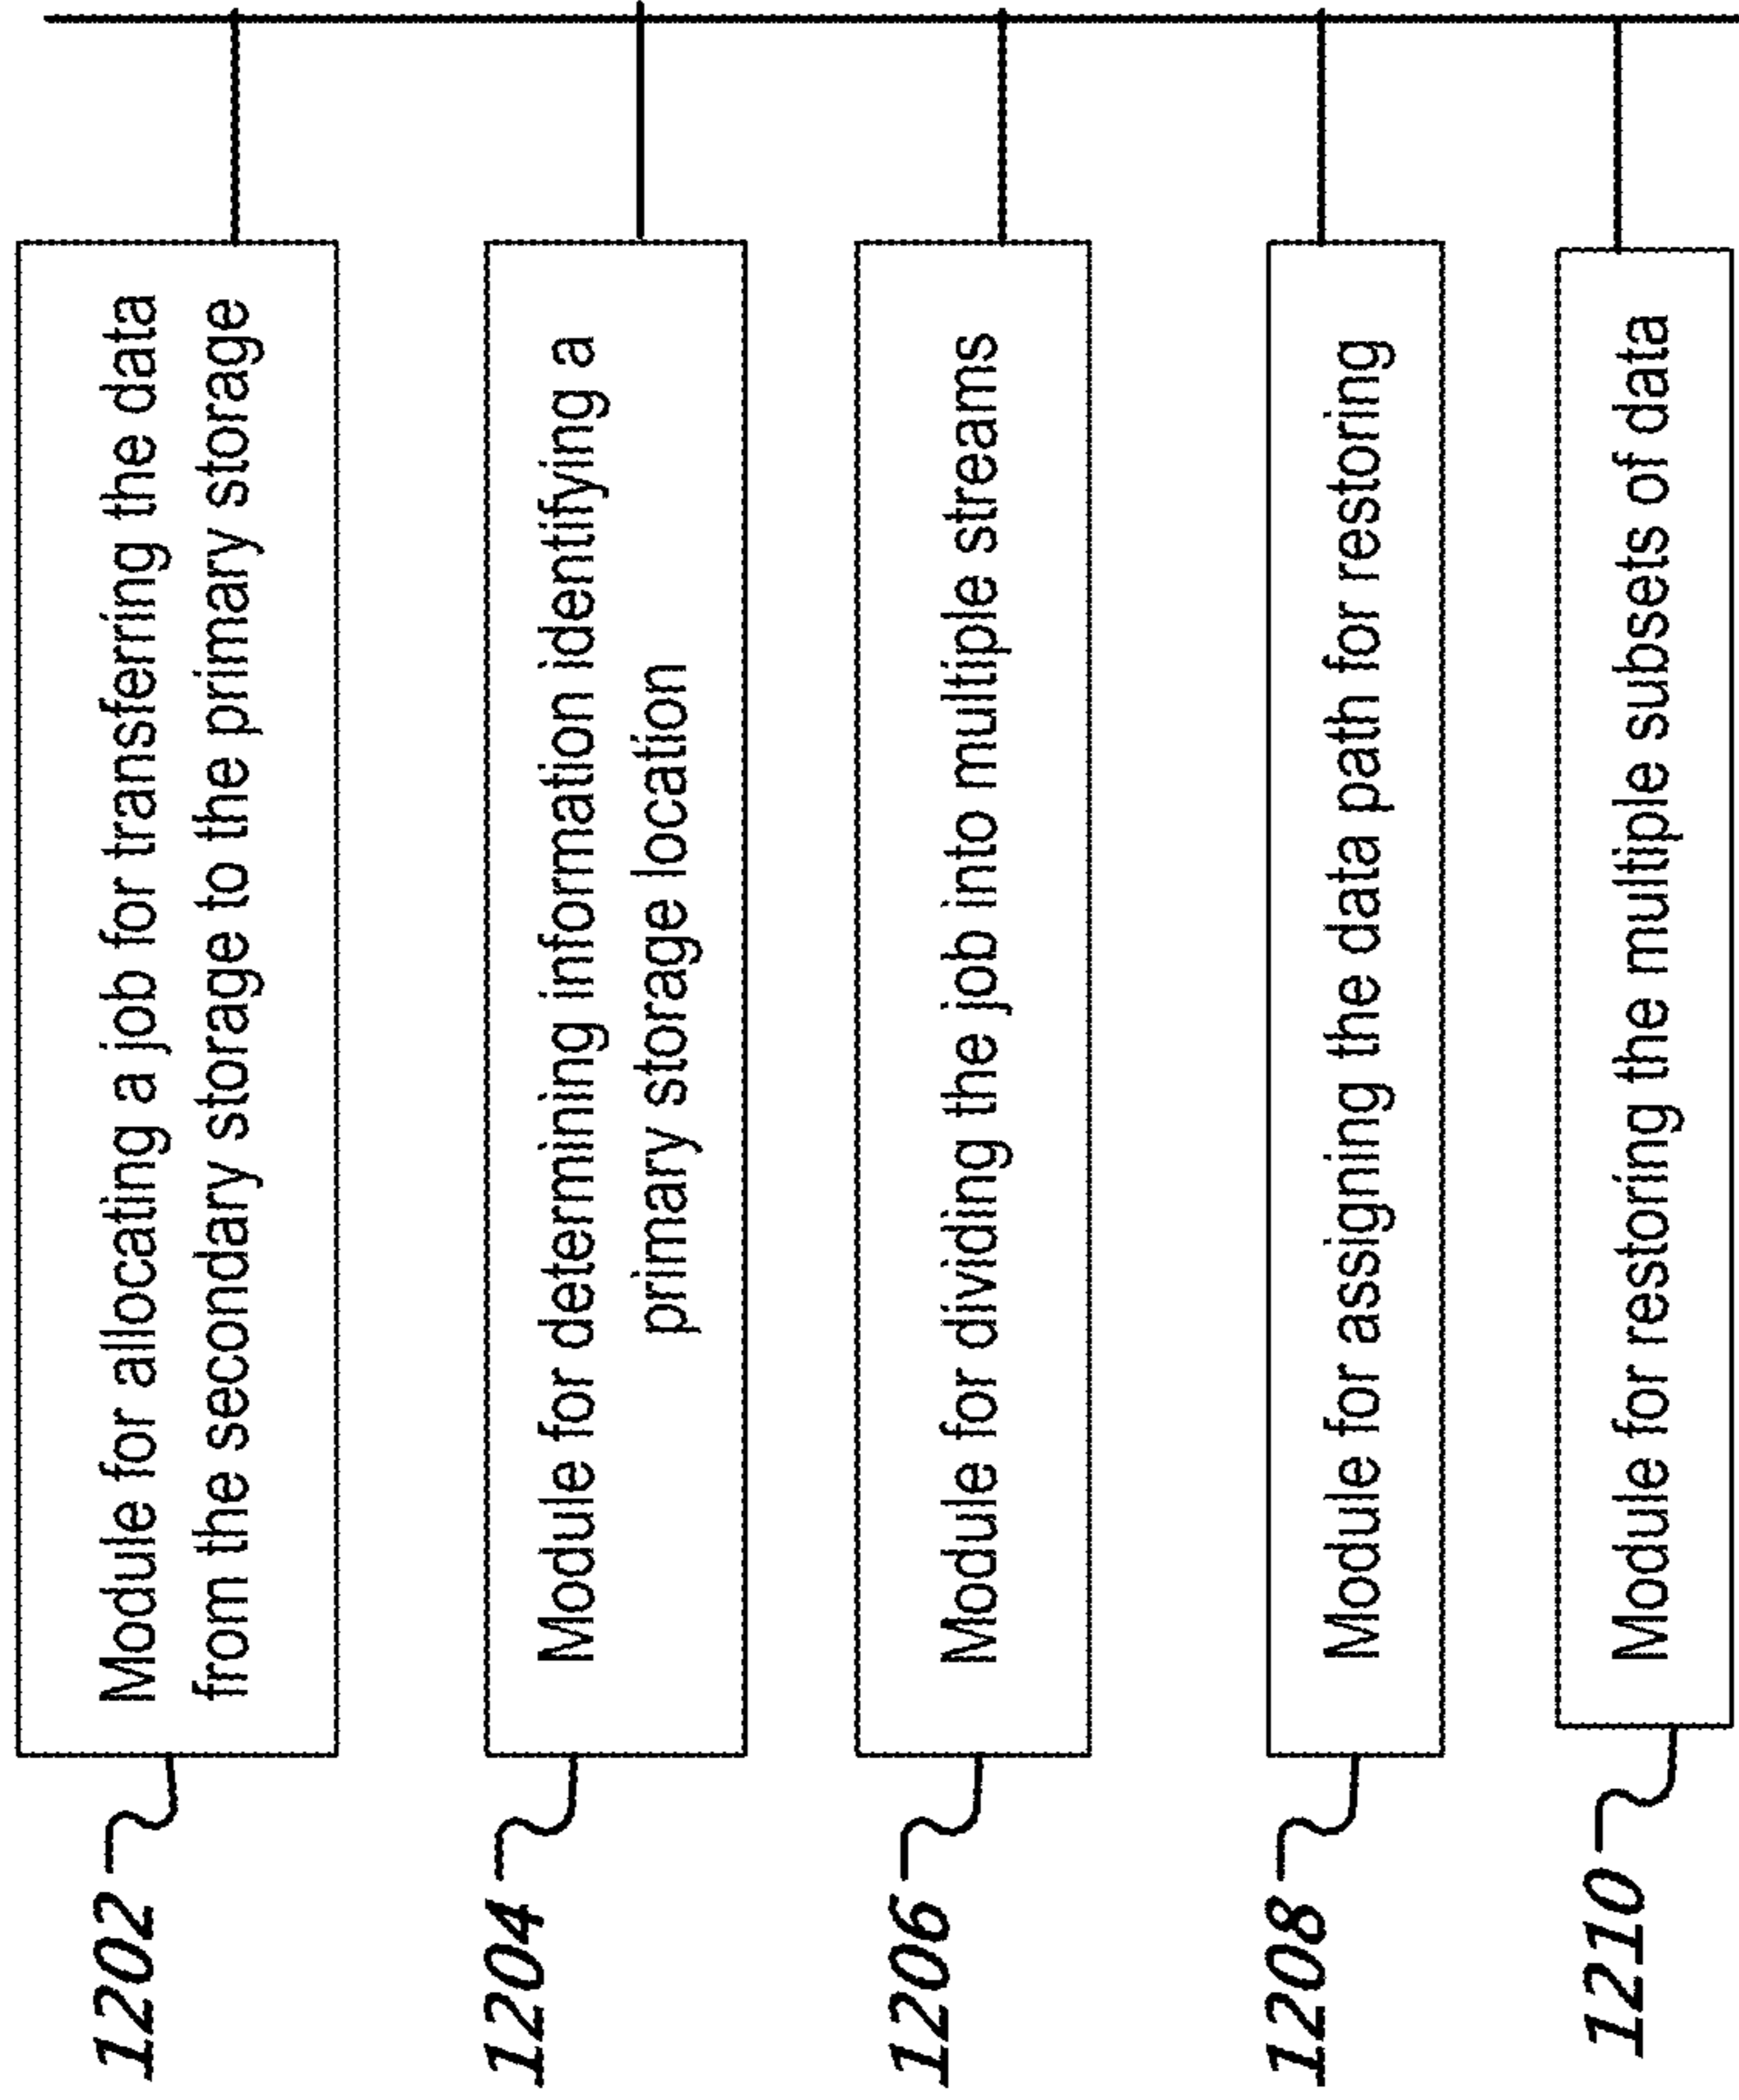 1202
Module for allocating a job for transferring the data
from the secondary storage to the primary storage
1204
Module for determining information identifying a
primary storage location
1206
Module for dividing the job into multiple streams
1208
Module for assigning the data path for restoring
1210
Module for restoring the multiple subsets of data